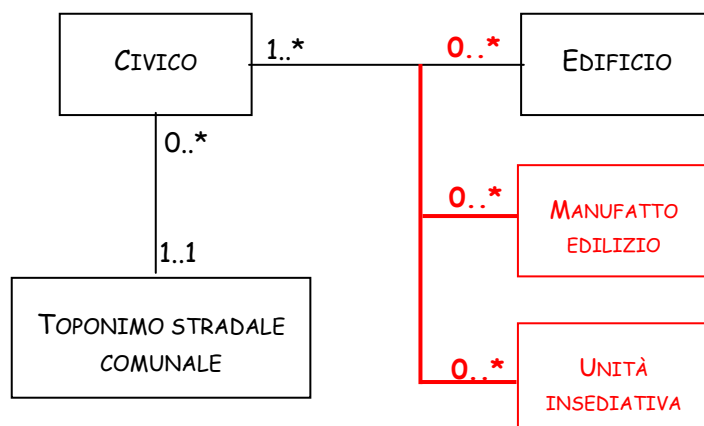 CIVICO
1..*
0..*
EDIFICIO
0..*
0..*
MANUFATTO
EDILIZIO
1..1
TOPONIMO STRADALE
COMUNALE
0..*
UNITÀ
INSEDIATIVA